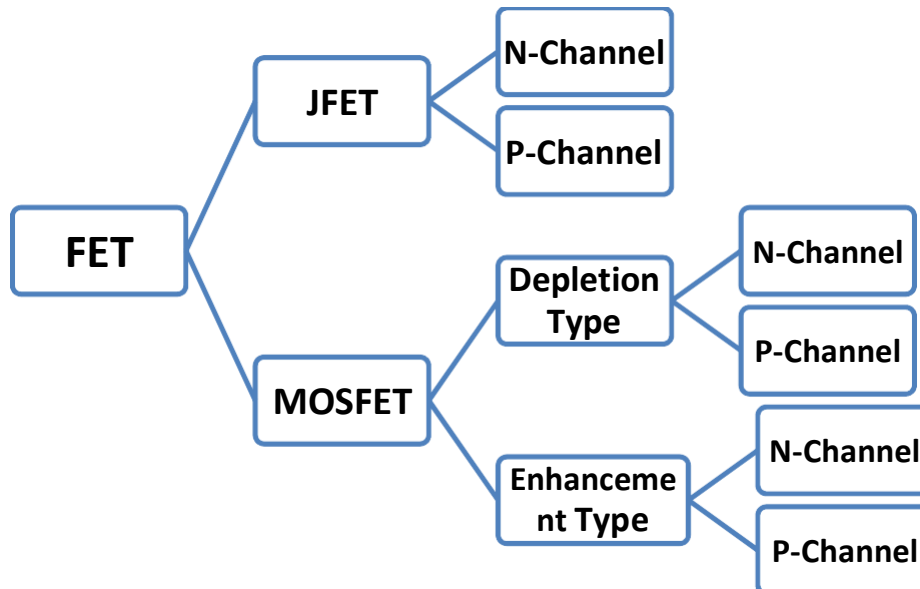 FET
JFET
N-Channel
P-Channel
MOSFET
Depletion
Type
N-Channel
P-Channel
Enhanceme
nt Type
N-Channel
P-Channel